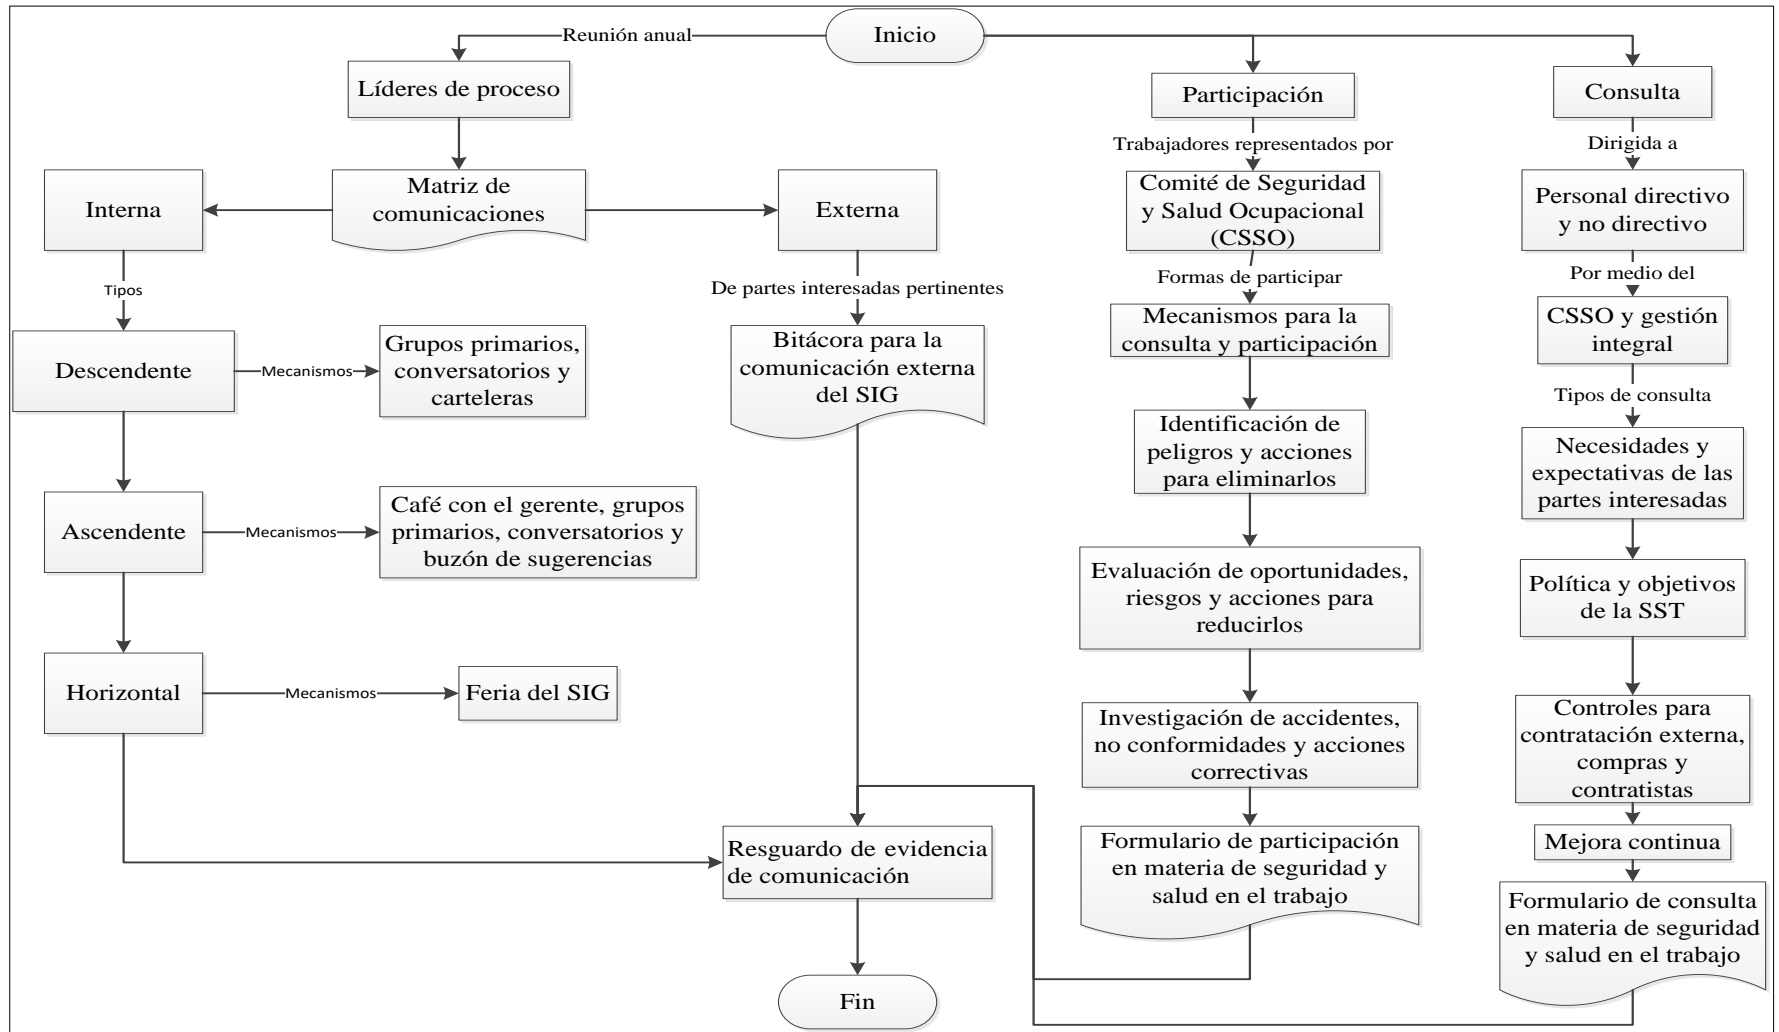 Inicio
Reunión anual
Líderes de proceso
Matriz de
comunicaciones
Interna
Externa
Tipos
Descendente
Mecanismos
Grupos primarios,
conversatorios y
carteleras
Ascendente
Mecanismos
Café con el gerente, grupos
primarios, conversatorios y
buzón de sugerencias
Horizontal
Mecanismos
Feria del SIG
De partes interesadas pertinentes
Bitácora para la
comunicación externa
del SIG
Resguardo de evidencia
de comunicación
Fin
Participación
Trabajadores representados por
Comité de Seguridad
y Salud Ocupacional
(CSSO)
Formas de participar
Mecanismos para la
consulta y participación
Identificación de
peligros y acciones
para eliminarlos
Evaluación de oportunidades,
riesgos y acciones para
reducirlos
Investigación de accidentes,
no conformidades y acciones
correctivas
Formulario de participación
en materia de seguridad y
salud en el trabajo
Consulta
Dirigida a
Personal directivo
y no directivo
Por medio del
CSSO y gestión
integral
Tipos de consulta
Necesidades y
expectativas de las
partes interesadas
Política y objetivos
de la SST
Controles para
contratación externa,
compras y
contratistas
Mejora continua
Formulario de consulta
en materia de seguridad
y salud en el trabajo